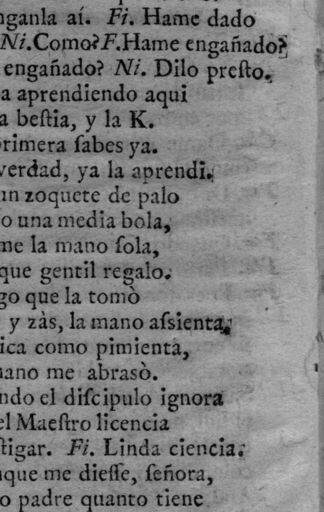 nganla aí. Fi. Hame dado
Ni. Como? F. Hame engañado?
engañado? Ni. Dilo presto.
a aprendiendo aqui
a bestia, y la K.
primera sabes ya.
verdad, ya la aprendi.
un zoquete de palo
o una media bola,
me la mano sola,
que gentil regalo.
go que la tomò
y zàs, la mano assienta,
ica como pimienta,
mano me abrasò.
ndo el discipulo ignora
el Maestro licencia
stigar. Fi. Linda ciencia.
nque me diesse, señora,
o padre quanto tiene